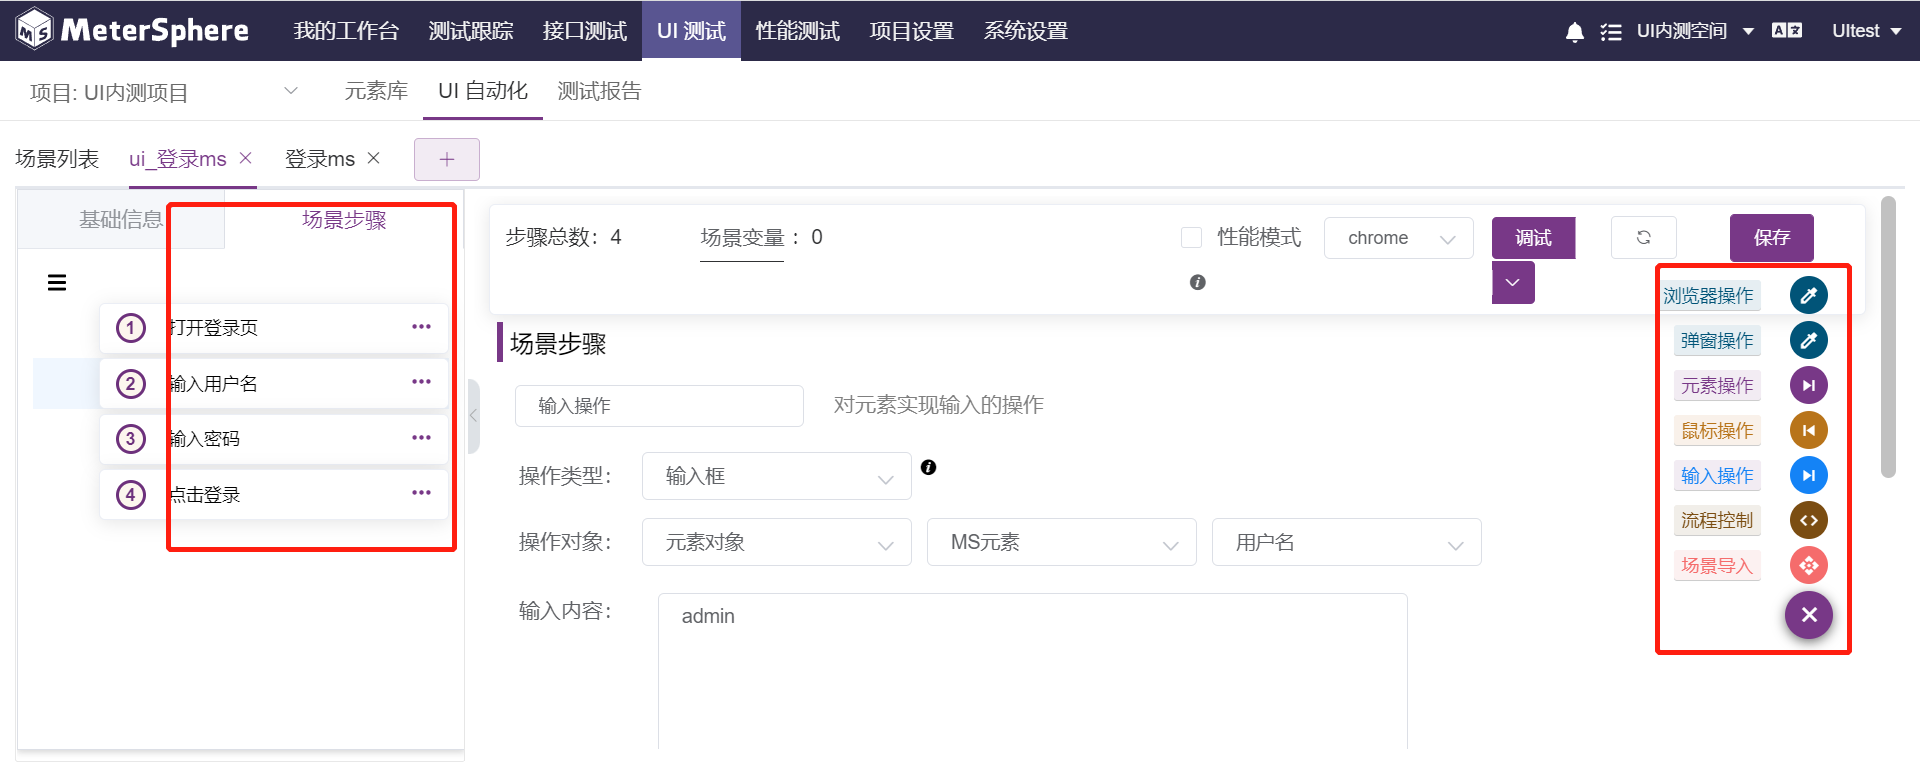 MeterSphere 我的工作台 测试跟踪 接口测试 UI 测试 性能测试 项目设置 系统设置 UI内测空间 UItest
项目: UI内测项目 元素库 UI 自动化 测试报告
场景列表 ui_登录ms × 登录ms × +
基础信息 场景步骤
步骤总数: 4 场景变量 : 0 性能模式 chrome 调试 保存
浏览器操作
1 打开登录页 •••
场景步骤
弹窗操作
2 输入用户名 •••
输入操作 对元素实现输入的操作
元素操作
3 输入密码 •••
鼠标操作
操作类型: 输入框
输入操作
4 点击登录 •••
流程控制
操作对象: 元素对象 MS元素 用户名
场景导入
输入内容: admin